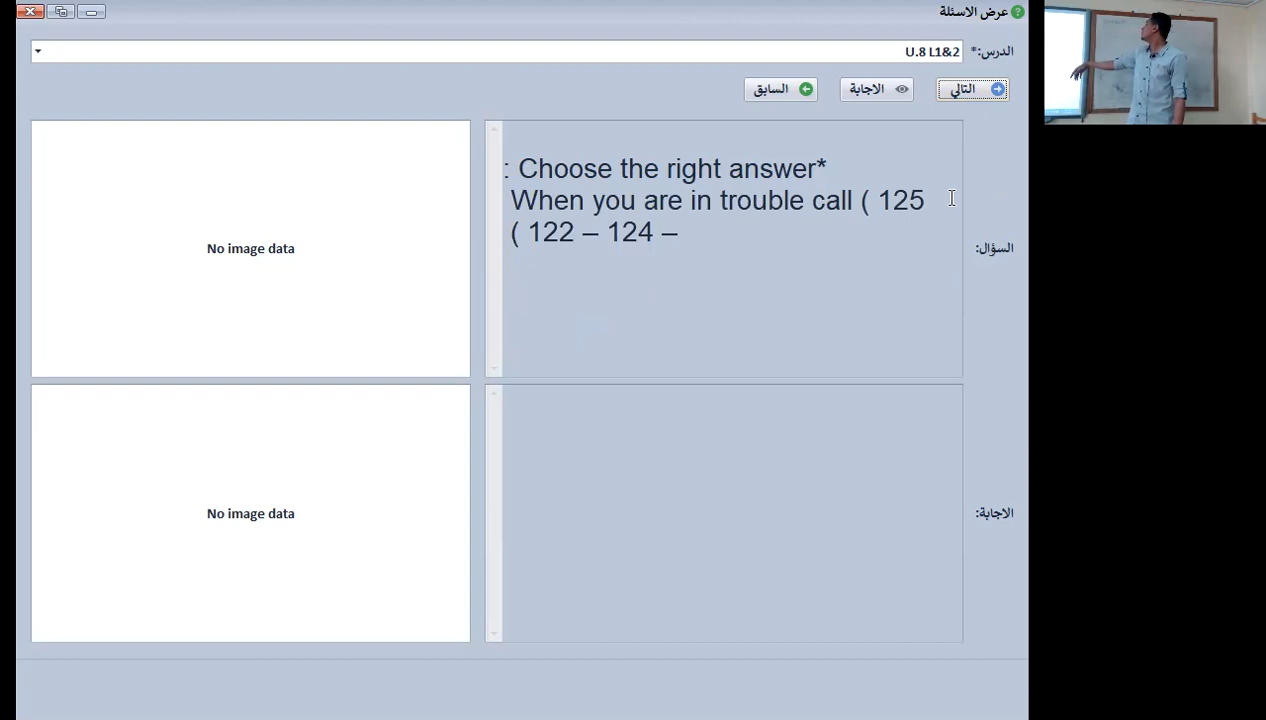 عرض الاسئلة
الدرس:*
U.8 L1&2
التالي
الاجابة
السابق
: Choose the right answer*
When you are in trouble call ( 125
( 122 – 124 –
السؤال:
No image data
الاجابة:
No image data